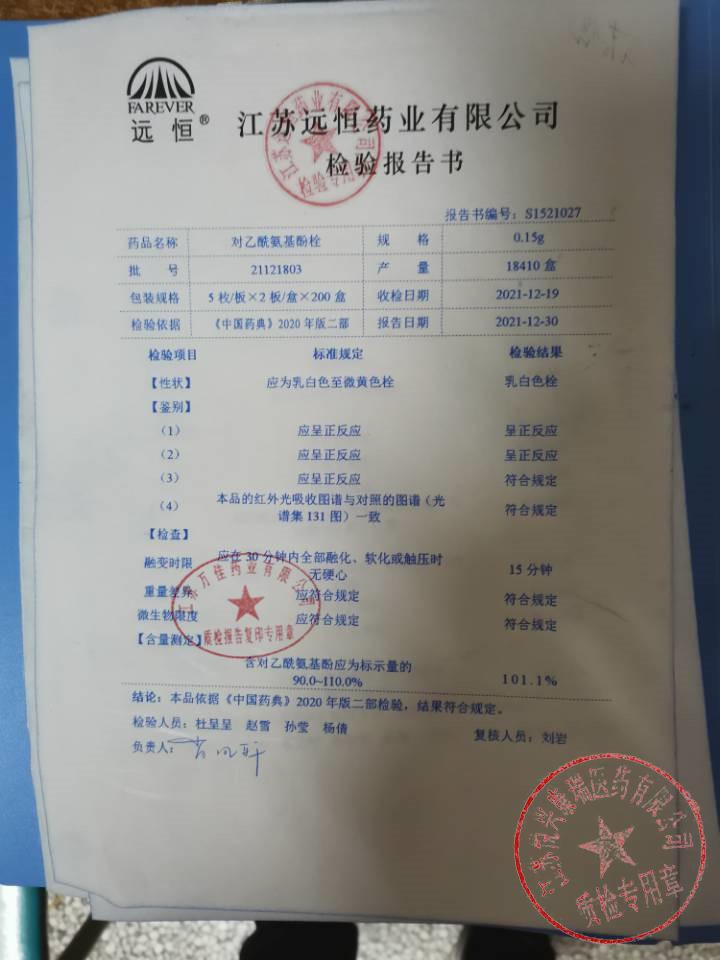 FAREVER
远恒®
江苏远恒药业有限公司
检验报告书
报告书编号：S1521027
药品名称 对乙酰氨基酚栓 规格 0.15g
批号 21121803 产量 18410 盒
包装规格 5 枚/板×2 板/盒×200 盒 收检日期 2021-12-19
检验依据 《中国药典》2020 年版二部 报告日期 2021-12-30
检验项目 标准规定 检验结果
【性状】 应为乳白色至微黄色栓 乳白色栓
【鉴别】
（1） 应呈正反应 呈正反应
（2） 应呈正反应 呈正反应
（3） 应呈正反应 符合规定
（4） 本品的红外光吸收图谱与对照的图谱（光
谱集 131 图）一致 符合规定
【检查】
融变时限 应在 30 分钟内全部融化、软化或触压时
无硬心 15 分钟
重量差异 应符合规定 符合规定
微生物限度 应符合规定 符合规定
【含量测定】
含对乙酰氨基酚应为标示量的
90.0~110.0% 101.1%
结论：本品依据《中国药典》2020 年版二部检验，结果符合规定。
检验人员：杜呈呈 赵雪 孙莹 杨倩 复核人员：刘岩
负责人：
江苏万佳药业有限公司
质检报告复印专用章
质检专用章